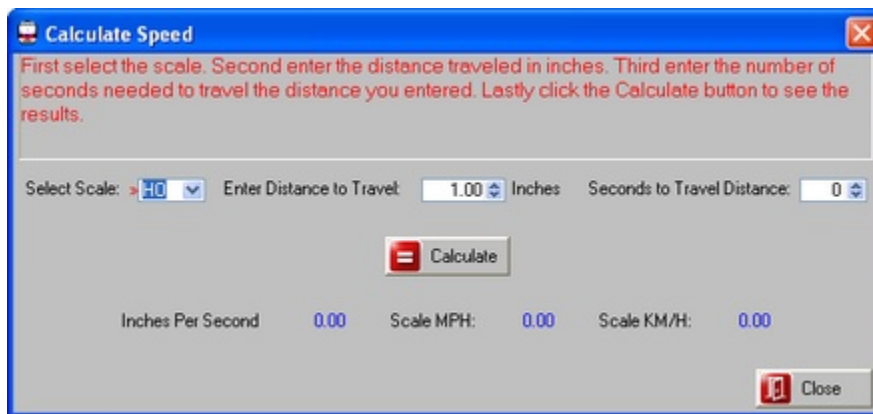 Calculate Speed
First select the scale. Second enter the distance traveled in inches. Third enter the number of
seconds needed to travel the distance you entered. Lastly click the Calculate button to see the
results.
Select Scale: » HO Enter Distance to Travel: 1.00 Inches Seconds to Travel Distance: 0
Calculate
Inches Per Second 0.00 Scale MPH: 0.00 Scale KM/H: 0.00
Close